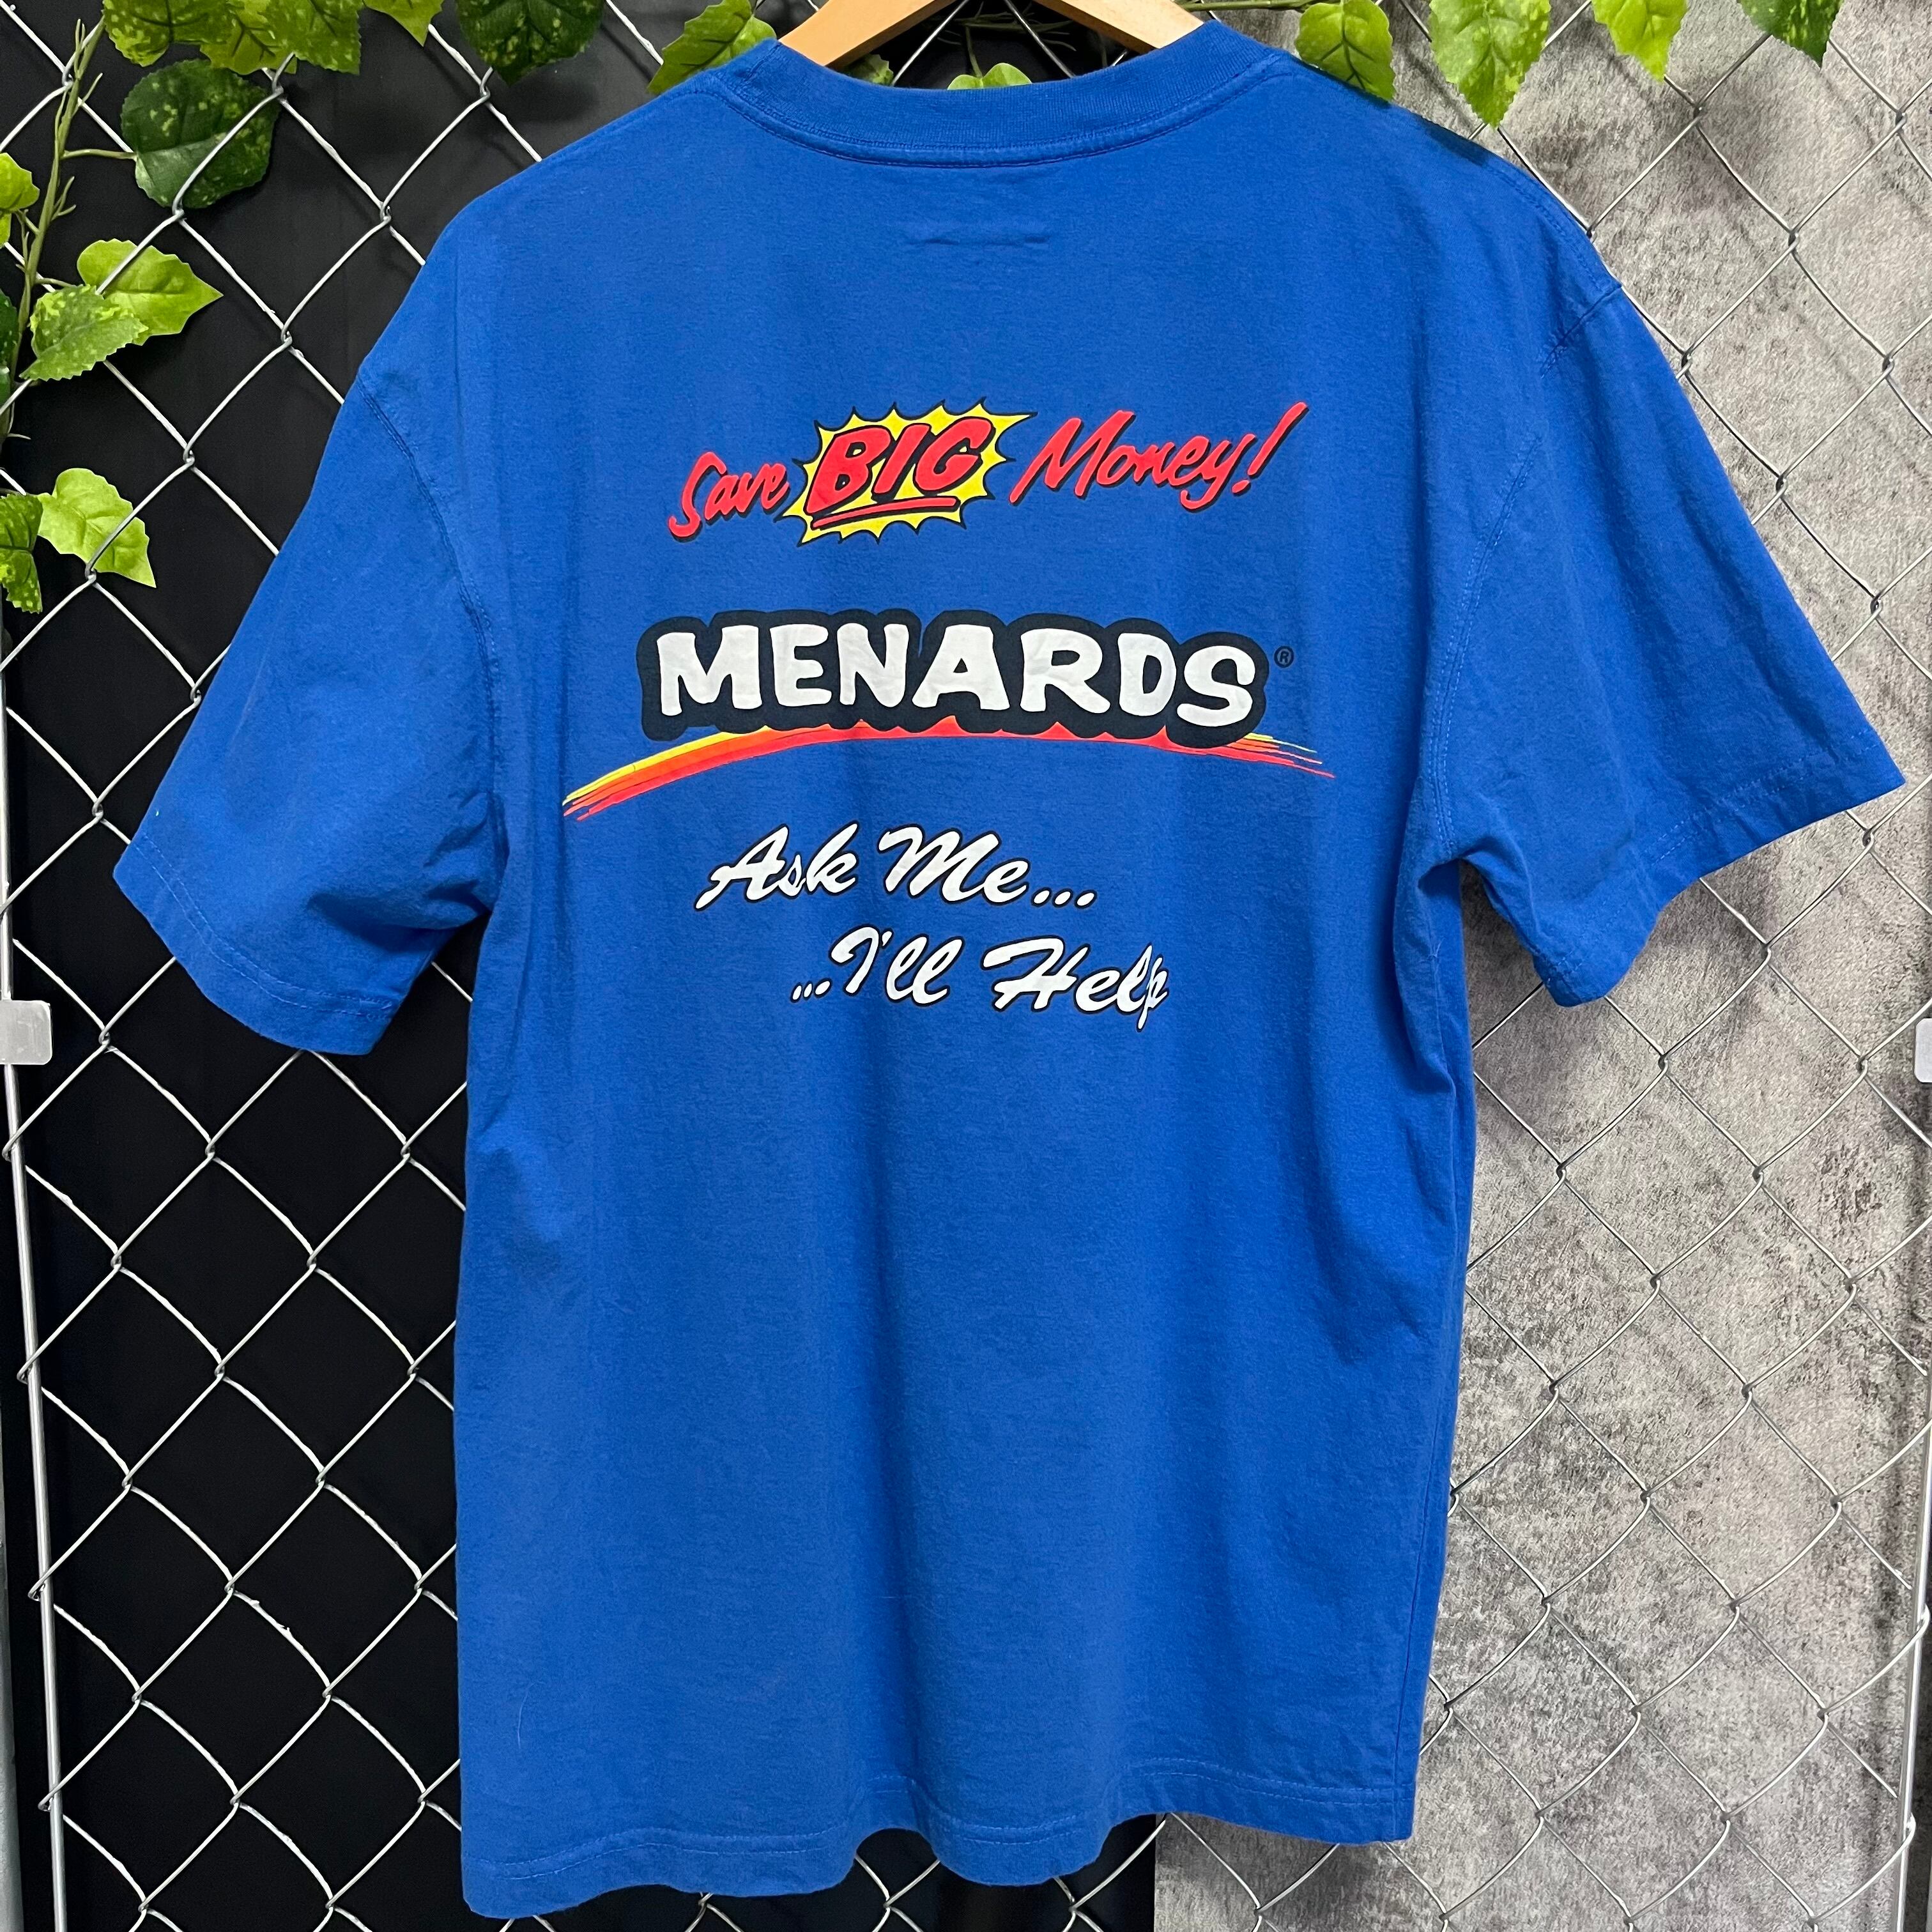 Save BIG Money!
MENARDS®
Ask Me...
...I'll Help